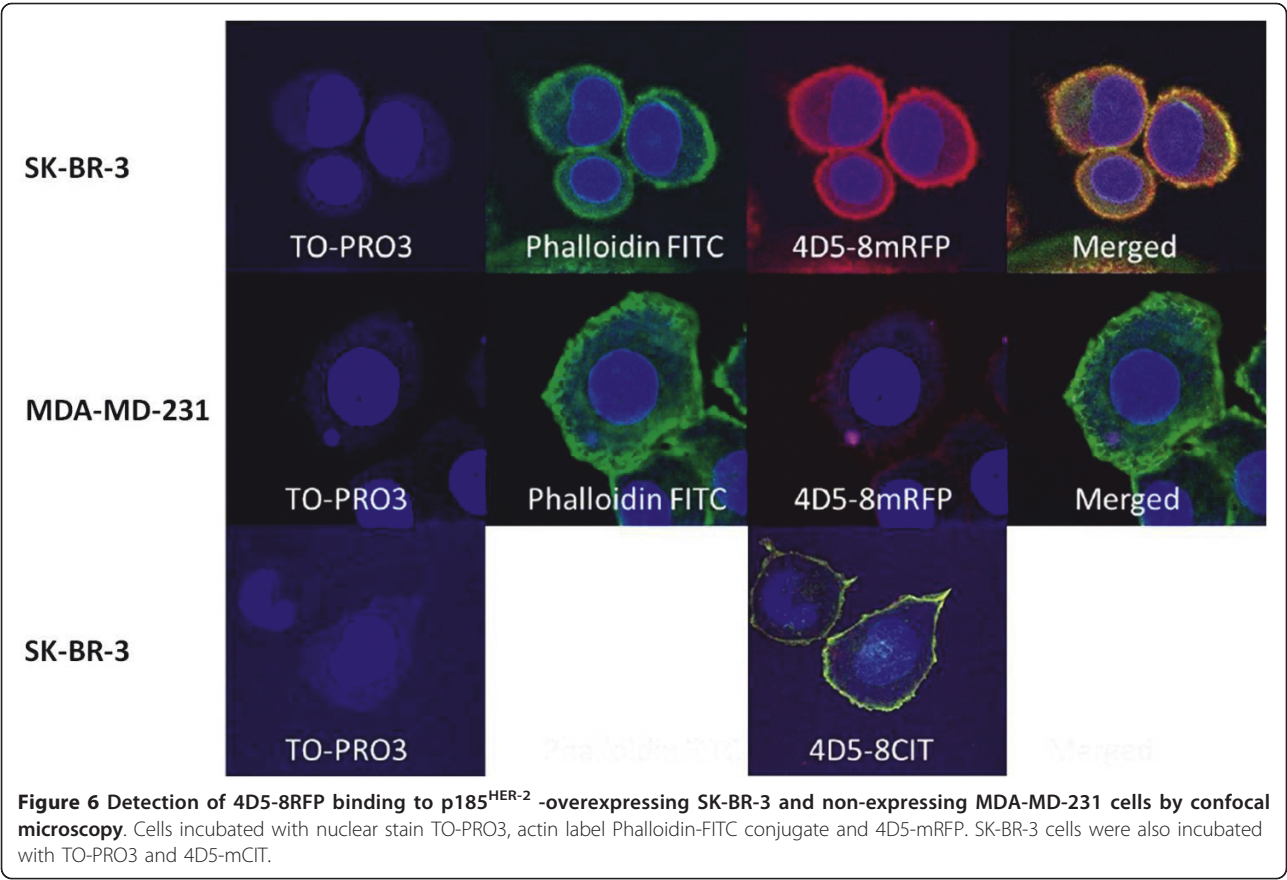 SK-BR-3
TO-PRO3 Phalloidin FITC 4D5-8mRFP Merged
MDA-MD-231
TO-PRO3 Phalloidin FITC 4D5-8mRFP Merged
SK-BR-3
TO-PRO3 Phalloidin FITC 4D5-8CIT Merged
Figure 6 Detection of 4D5-8RFP binding to p185HER-2 -overexpressing SK-BR-3 and non-expressing MDA-MD-231 cells by confocal
microscopy. Cells incubated with nuclear stain TO-PRO3, actin label Phalloidin-FITC conjugate and 4D5-mRFP. SK-BR-3 cells were also incubated
with TO-PRO3 and 4D5-mCIT.